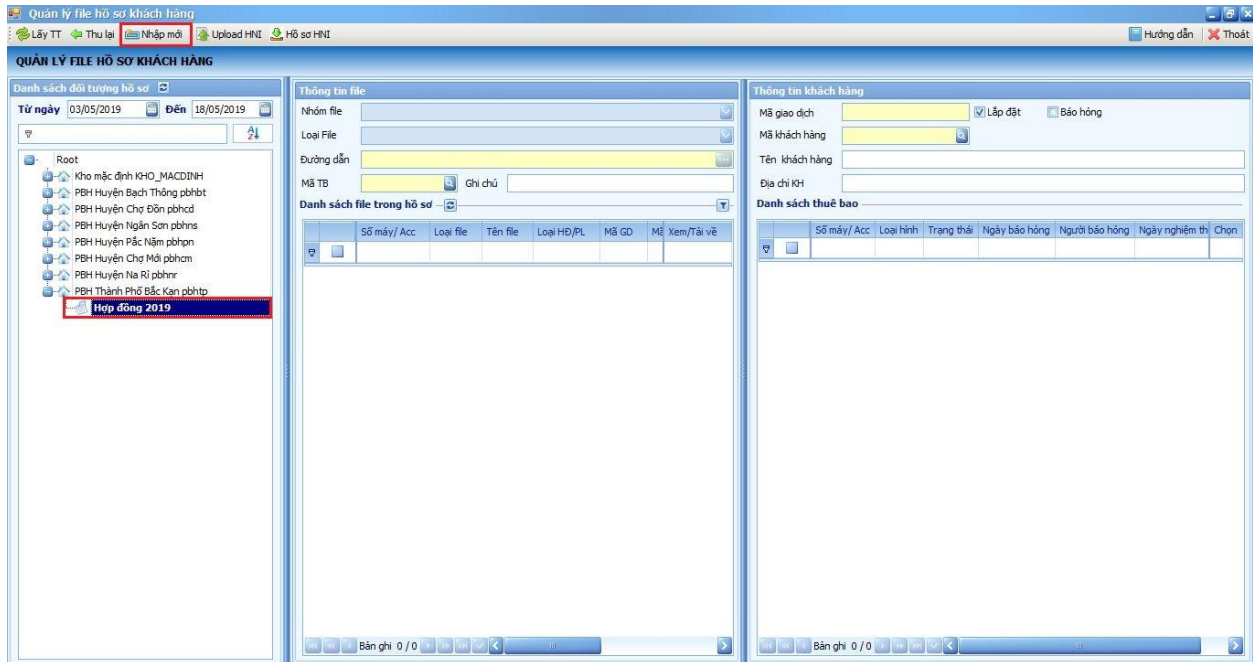 Quản lý file hồ sơ khách hàng
Lấy TT Thu lại Nhập mới Upload HNI Hồ sơ HNI Hướng dẫn Thoát
QUẢN LÝ FILE HỒ SƠ KHÁCH HÀNG
Danh sách đối tượng hồ sơ
Từ ngày 03/05/2019 Đến 18/05/2019
Root
Kho mặc định KHO_MACDINH
PBH Huyện Bạch Thông pbhbt
PBH Huyện Chợ Đồn pbhcd
PBH Huyện Ngân Sơn pbhns
PBH Huyện Pắc Nặm pbhpn
PBH Huyện Chợ Mới pbhcm
PBH Huyện Na Rì pbhnr
PBH Thành Phố Bắc Kạn pbhtp
Hợp đồng 2019
Thông tin file
Nhóm file
Loại File
Đường dẫn
Mã TB Ghi chú
Danh sách file trong hồ sơ
Số máy/ Acc Loại file Tên file Loại HĐ/PL Mã GD Mã Xem/Tải về
Bản ghi 0 / 0
Thông tin khách hàng
Mã giao dịch Lắp đặt Báo hỏng
Mã khách hàng
Tên khách hàng
Địa chỉ KH
Danh sách thuê bao
Số máy/ Acc Loại hình Trạng thái Ngày báo hỏng Người báo hỏng Ngày nghiệm th Chọn
Bản ghi 0 / 0